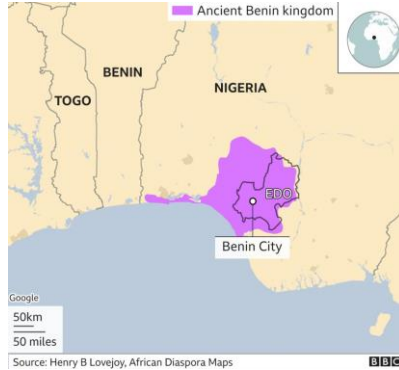 Ancient Benin kingdom
BENIN
NIGERIA
TOGO
EDO
Benin City
Google
50km
50 miles
Source: Henry B Lovejoy, African Diaspora Maps
BBC